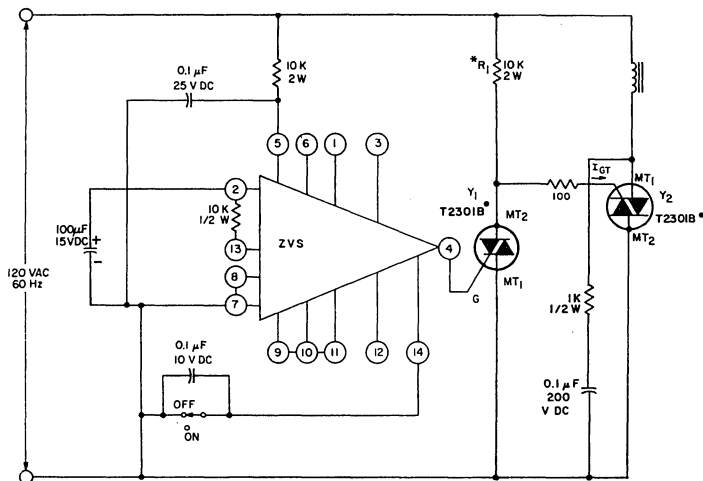 120 VAC
60 Hz
0.1 μF
25 V DC
10 K
2 W
*R1
10 K
2 W
5
6
1
3
100μF
15VDC
+
-
2
10 K
1/2 W
13
8
7
ZVS
4
G
Y1
T2301B
MT2
MT1
100
IGT
MT1
Y2
T2301B
MT2
9
10
11
12
14
0.1 μF
10 V DC
OFF
ON
1K
1/2 W
0.1 μF
200
V DC